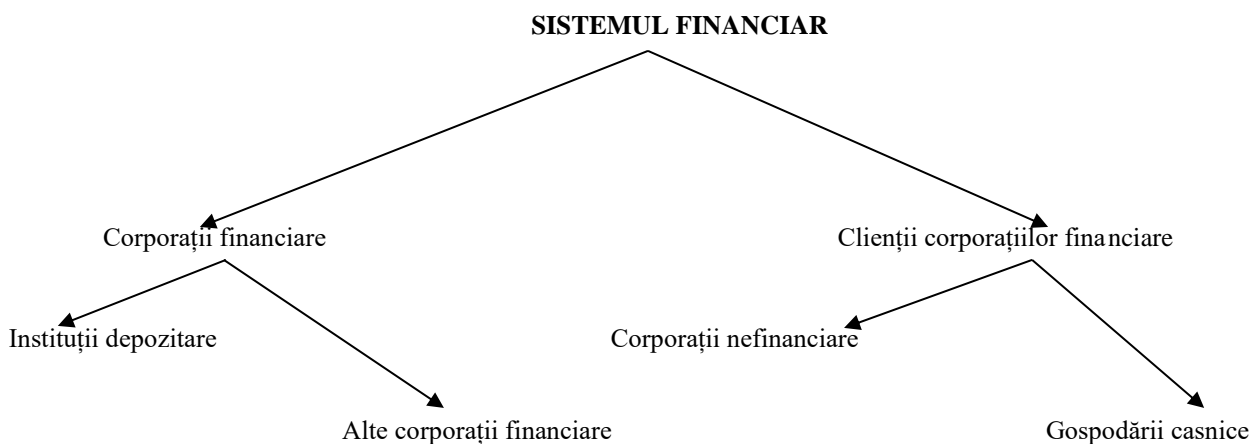 SISTEMUL FINANCIAR
Corporații financiare
Clienții corporațiilor financiare
Instituții depozitare
Corporații nefinanciare
Alte corporații financiare
Gospodării casnice